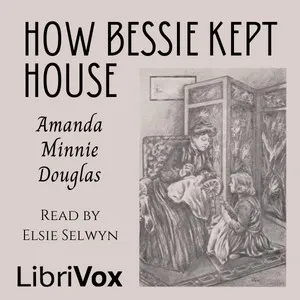 HOW BESSIE KEPT
HOUSE
Amanda
Minnie
Douglas
READ BY
ELSIE SELWYN
LibriVox